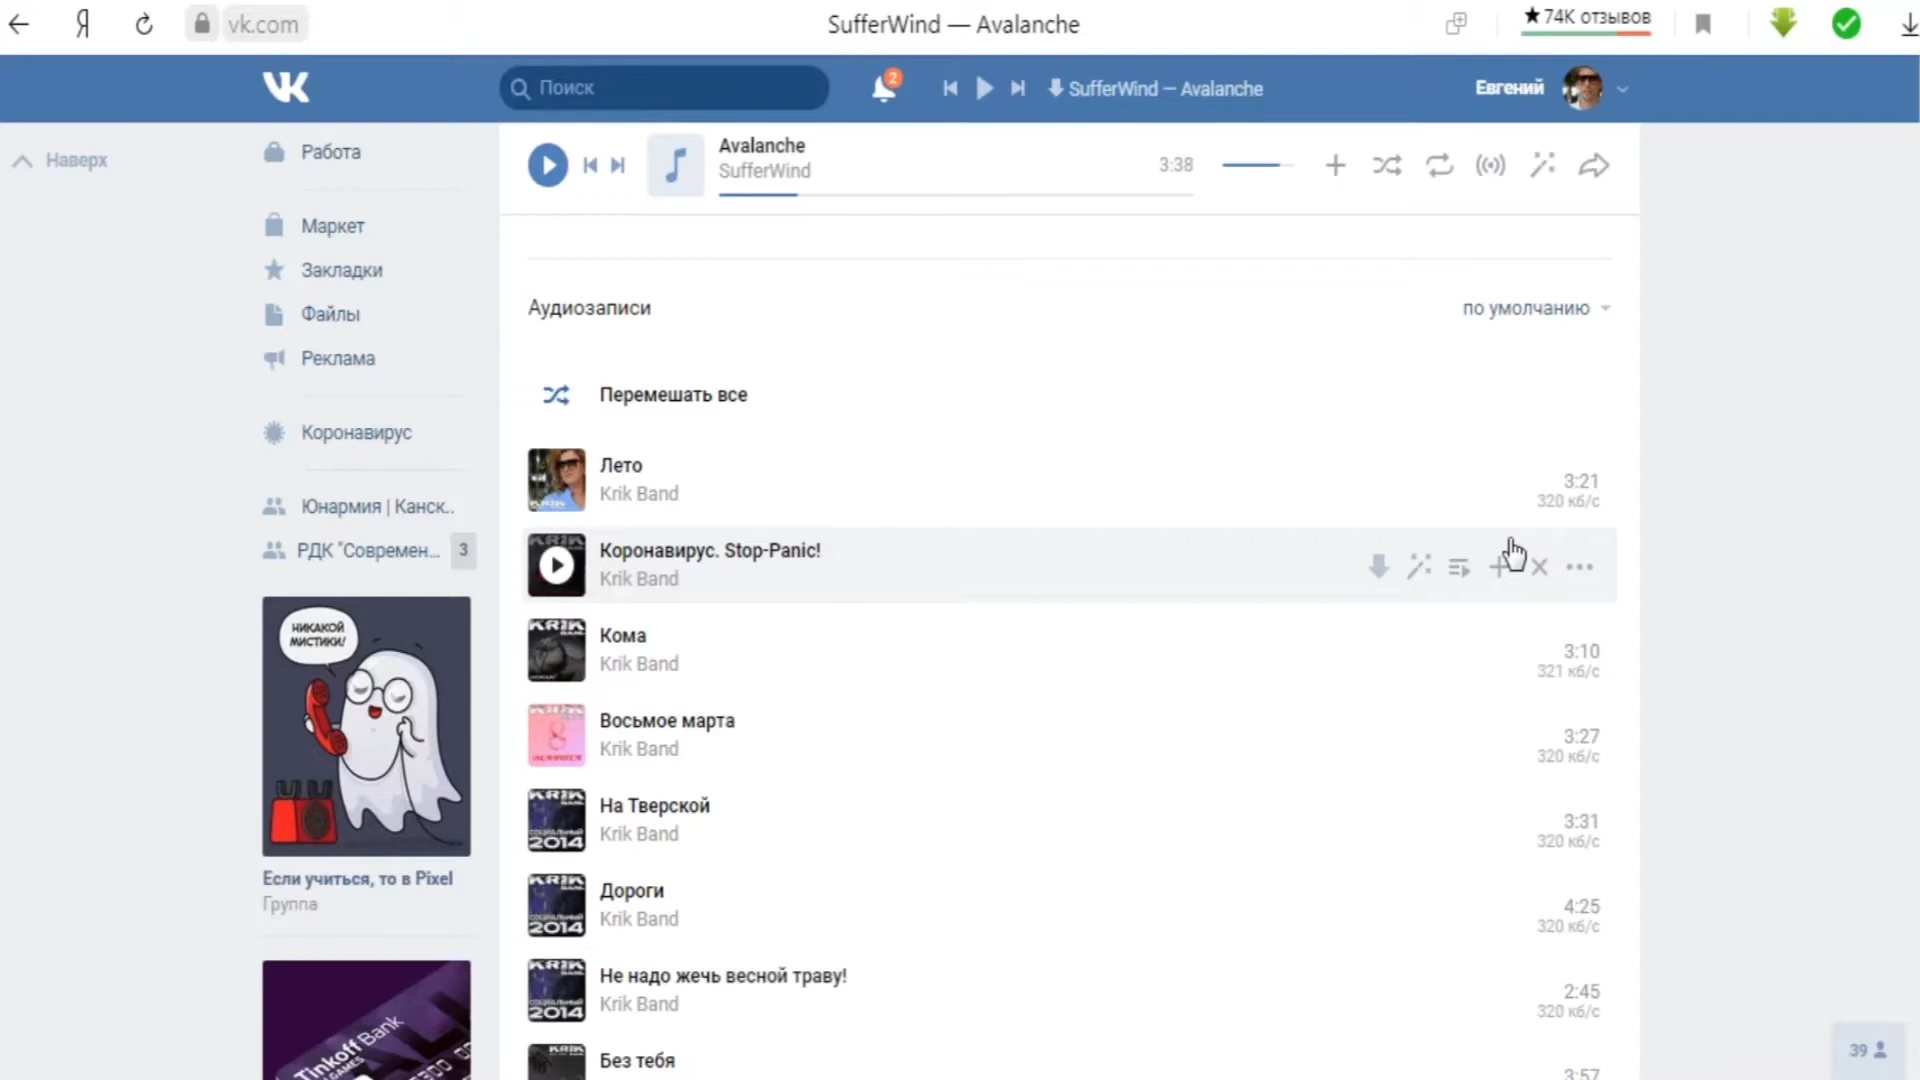 vk.com
SufferWind — Avalanche
★ 74K отзывов
Поиск
2
SufferWind – Avalanche
Евгений
Наверх
Работа
Маркет
Закладки
Файлы
Реклама
Коронавирус
Юнармия | Канск..
РДК "Современ...
3
НИКАКОЙ
МИСТИКИ!
Если учиться, то в Pixel
Группа
Tinkoff Bank
GAMES
Avalanche
SufferWind
3:38
Аудиозаписи
по умолчанию
Перемешать все
Лето
Krik Band
3:21
320 кб/с
Коронавирус. Stop-Panic!
Krik Band
Кома
Krik Band
3:10
321 кб/с
Восьмое марта
Krik Band
3:27
320 кб/с
На Тверской
Krik Band
3:31
320 кб/с
Дороги
Krik Band
4:25
320 кб/с
Не надо жечь весной траву!
Krik Band
2:45
320 кб/с
Без тебя
3:57
39